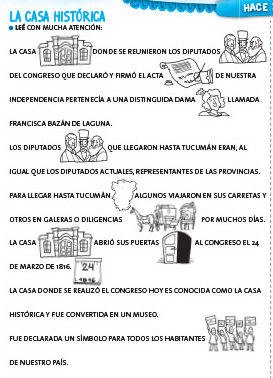 HACE
LA CASA HISTÓRICA
● LEÉ CON MUCHA ATENCIÓN:
LA CASA DONDE SE REUNIERON LOS DIPUTADOS
DEL CONGRESO QUE DECLARÓ Y FIRMÓ EL ACTA DE NUESTRA
INDEPENDENCIA PERTENECÍA A UNA DISTINGUIDA DAMA LLAMADA
FRANCISCA BAZÁN DE LAGUNA.
LOS DIPUTADOS QUE LLEGARON HASTA TUCUMÁN ERAN, AL
IGUAL QUE LOS DIPUTADOS ACTUALES, REPRESENTANTES DE LAS PROVINCIAS.
PARA LLEGAR HASTA TUCUMÁN ALGUNOS VIAJARON EN SUS CARRETAS Y
OTROS EN GALERAS O DILIGENCIAS POR MUCHOS DÍAS.
LA CASA ABRIÓ SUS PUERTAS AL CONGRESO EL 24
DE MARZO DE 1816. 24
1816
LA CASA DONDE SE REALIZÓ EL CONGRESO HOY ES CONOCIDA COMO LA CASA
HISTÓRICA Y FUE CONVERTIDA EN UN MUSEO.
FUE DECLARADA UN SÍMBOLO PARA TODOS LOS HABITANTES
DE NUESTRO PAÍS.